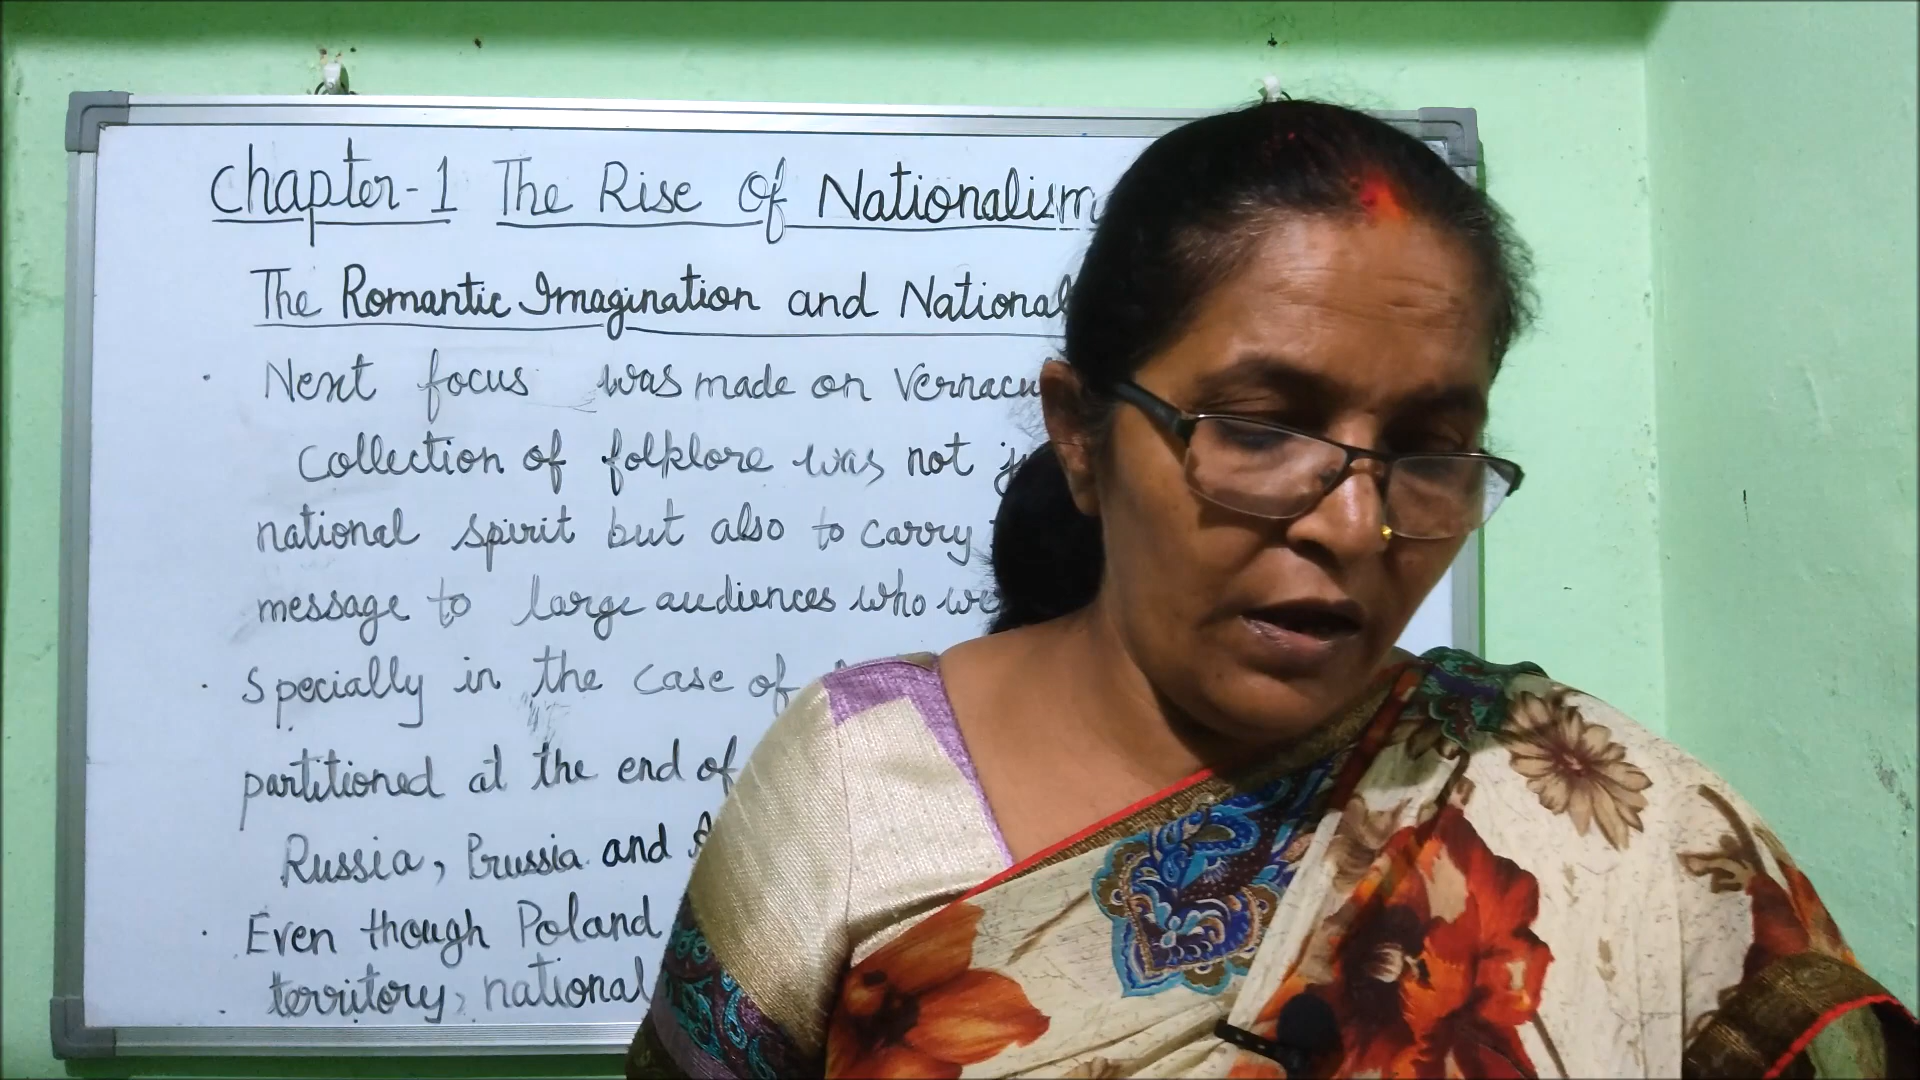 Chapter-1 The Rise Of Nationalism
The Romantic Imagination and National
Next focus was made on Vernacu
Collection of folklore was not j
national spirit but also to carry
message to large audiences who we
Specially in the case of
partitioned at the end of
Russia, Prussia and
Even though Poland
territory, national